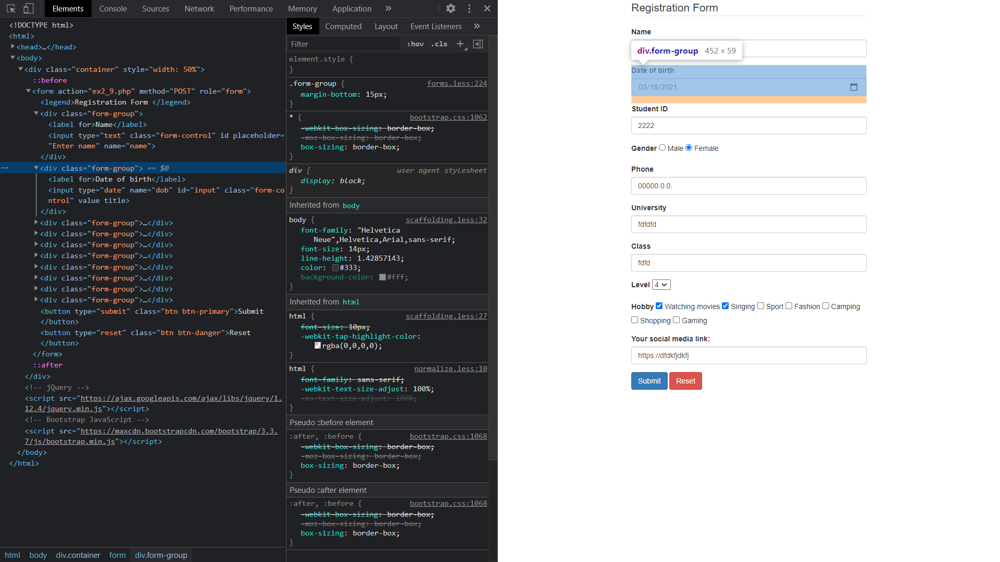 Elements Console Sources Network Performance Memory Application »
<!DOCTYPE html>
<html>
<head>…</head>
<body>
<div class="container" style="width: 50%">
::before
<form action="ex2_9.php" method="POST" role="form">
<legend>Registration Form </legend>
<div class="form-group">
<label for>Name</label>
<input type="text" class="form-control" id placeholder=
"Enter name" name="name">
</div>
<div class="form-group"> == $0
<label for>Date of birth</label>
<input type="date" name="dob" id="input" class="form-co
ntrol" value title>
</div>
<div class="form-group">…</div>
<div class="form-group">…</div>
<div class="form-group">…</div>
<div class="form-group">…</div>
<div class="form-group">…</div>
<div class="form-group">…</div>
<div class="form-group">…</div>
<div class="form-group">…</div>
<button type="submit" class="btn btn-primary">Submit
</button>
<button type="reset" class="btn btn-danger">Reset
</button>
</form>
::after
</div>
<!-- jQuery -->
<script src="https://ajax.googleapis.com/ajax/libs/jquery/1.
12.4/jquery.min.js"></script>
<!-- Bootstrap JavaScript -->
<script src="https://maxcdn.bootstrapcdn.com/bootstrap/3.3.
7/js/bootstrap.min.js"></script>
</body>
</html>
html body div.container form div.form-group
Styles Computed Layout Event Listeners »
Filter :hov .cls
element.style {
}
.form-group { forms.less:224
margin-bottom: 15px;
}
* { bootstrap.css:1062
-webkit-box-sizing: border-box;
-moz-box-sizing: border-box;
box-sizing: border-box;
}
div { user agent stylesheet
display: block;
}
Inherited from body
body { scaffolding.less:32
font-family: "Helvetica
Neue",Helvetica,Arial,sans-serif;
font-size: 14px;
line-height: 1.42857143;
color: #333;
background-color: #fff;
}
Inherited from html
html { scaffolding.less:27
font-size: 10px;
-webkit-tap-highlight-color:
rgba(0,0,0,0);
}
html { normalize.less:10
font-family: sans-serif;
-webkit-text-size-adjust: 100%;
-ms-text-size-adjust: 100%;
}
Pseudo ::before element
:after, :before { bootstrap.css:1068
-webkit-box-sizing: border-box;
-moz-box-sizing: border-box;
box-sizing: border-box;
}
Pseudo ::after element
:after, :before { bootstrap.css:1068
-webkit-box-sizing: border-box;
-moz-box-sizing: border-box;
box-sizing: border-box;
}
Registration Form
Name
div.form-group 452 × 59
Date of birth
03/18/2021
Student ID
2222
Gender Male Female
Phone
00000.0.0.
University
fdfdfd
Class
fdfd
Level 4
Hobby Watching movies Singing Sport Fashion Camping
Shopping Gaming
Your social media link:
https://dfdkfjdkfj
Submit Reset